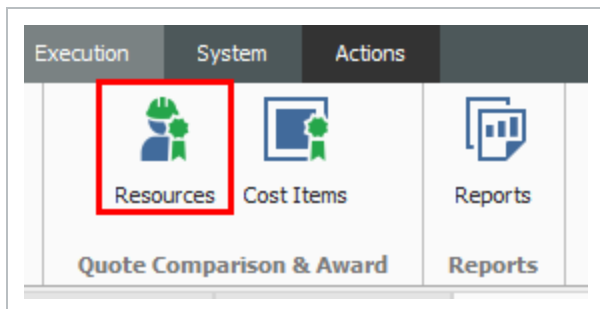 Execution System Actions
Resources Cost Items Reports
Quote Comparison & Award Reports